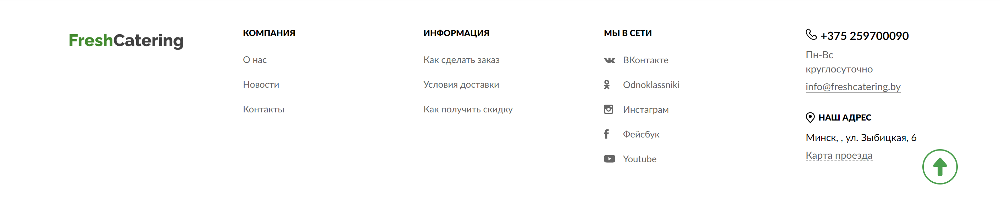 FreshCatering
КОМПАНИЯ
О нас
Новости
Контакты
ИНФОРМАЦИЯ
Как сделать заказ
Условия доставки
Как получить скидку
МЫ В СЕТИ
ВКонтакте
Odnoklassniki
Инстаграм
Фейсбук
Youtube
+375 259700090
Пн-Вс
круглосуточно
info@freshcatering.by
НАШ АДРЕС
Минск, , ул. Зыбицкая, 6
Карта проезда